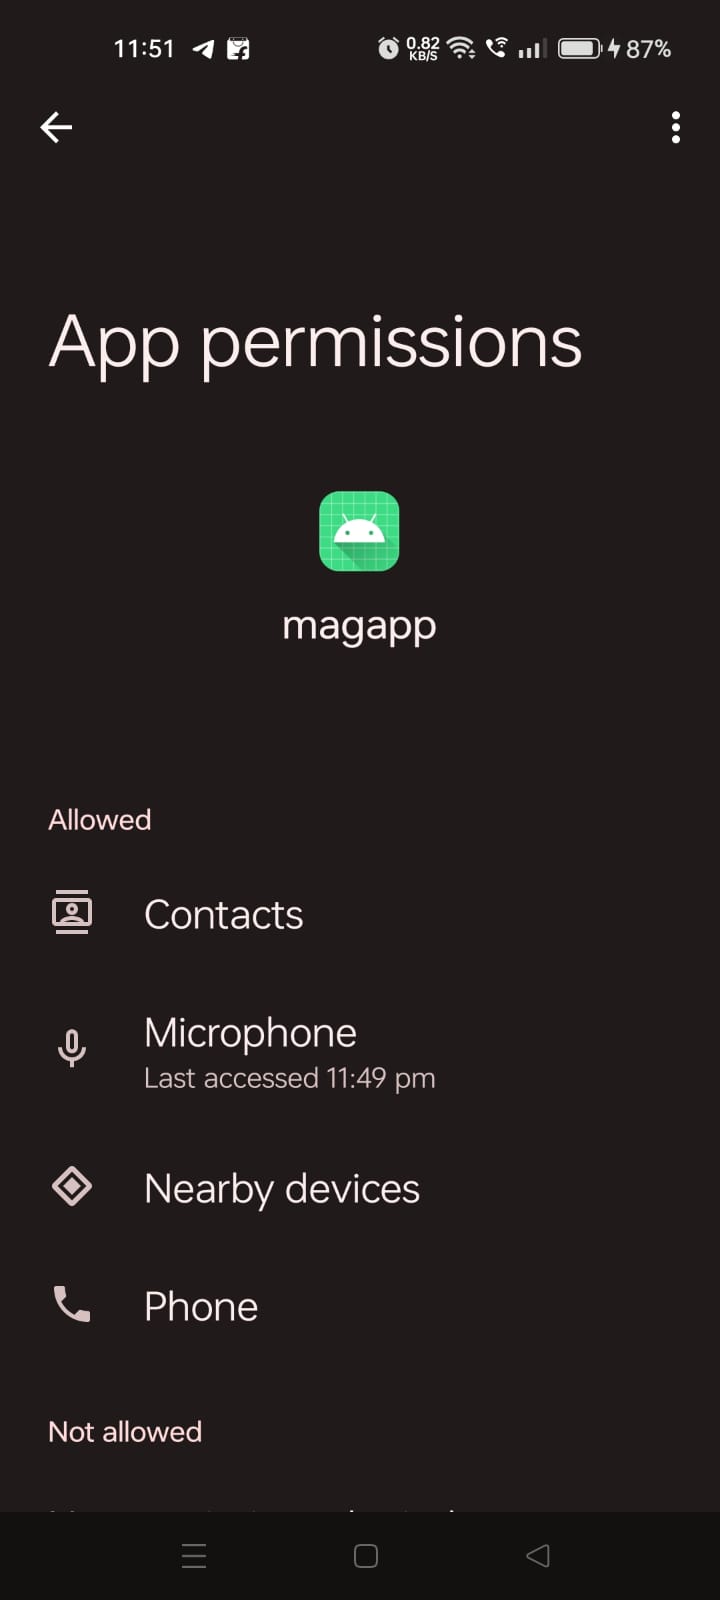 11:51 0.82 KB/S 87%
App permissions
magapp
Allowed
Contacts
Microphone
Last accessed 11:49 pm
Nearby devices
Phone
Not allowed